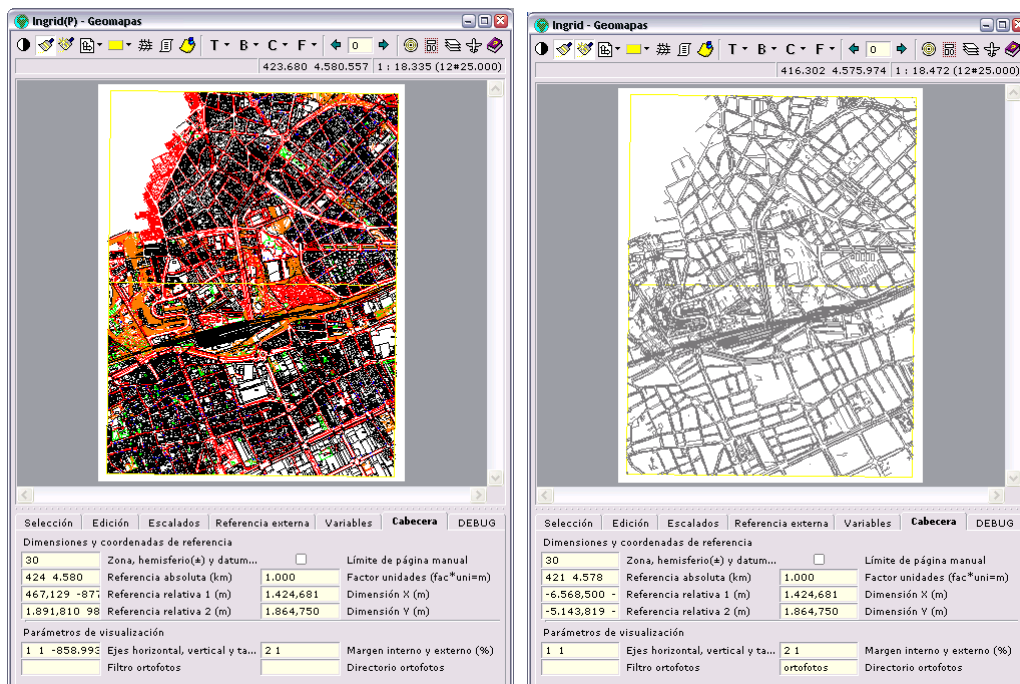 Ingrid(P) - Geomapas
T B C F 0
423.680 4.580.557 1 : 18.335 (12#25.000)
Selección Edición Escalados Referencia externa Variables Cabecera DEBUG
Dimensiones y coordenadas de referencia
30 Zona, hemisferio(±) y datum... Límite de página manual
424 4.580 Referencia absoluta (km) 1.000 Factor unidades (fac*uni=m)
467,129 -877 Referencia relativa 1 (m) 1.424,681 Dimensión X (m)
1.891,810 98 Referencia relativa 2 (m) 1.864,750 Dimensión Y (m)
Parámetros de visualización
1 1 -858.993 Ejes horizontal, vertical y ta... 2 1 Margen interno y externo (%)
Filtro ortofotos Directorio ortofotos
Ingrid - Geomapas
T B C F 0
416.302 4.575.974 1 : 18.472 (12#25.000)
Selección Edición Escalados Referencia externa Variables Cabecera DEBUG
Dimensiones y coordenadas de referencia
30 Zona, hemisferio(±) y datum... Límite de página manual
421 4.578 Referencia absoluta (km) 1.000 Factor unidades (fac*uni=m)
-6.568,500 - Referencia relativa 1 (m) 1.424,681 Dimensión X (m)
-5.143,819 - Referencia relativa 2 (m) 1.864,750 Dimensión Y (m)
Parámetros de visualización
1 1 Ejes horizontal, vertical y ta... 2 1 Margen interno y externo (%)
Filtro ortofotos ortofotos Directorio ortofotos